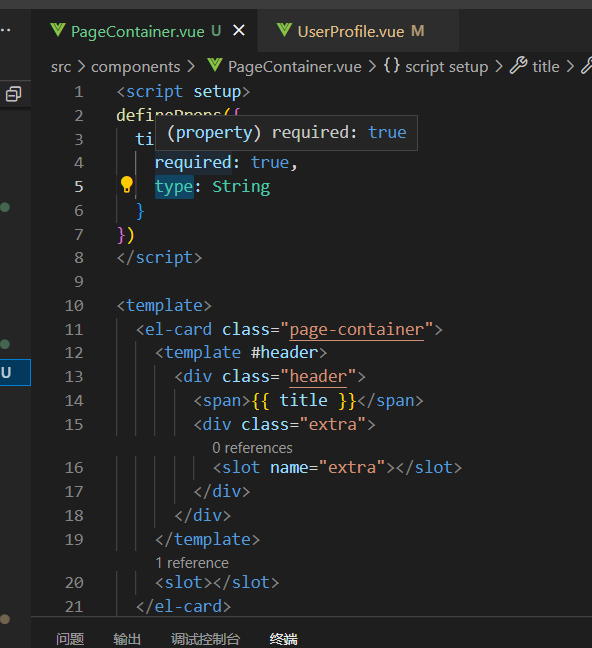 PageContainer.vue U
UserProfile.vue M
src > components > PageContainer.vue > {} script setup > title >
1 <script setup>
2 defineProps({
(property) required: true
3 ti
4 required: true,
5 type: String
6 }
7 })
8 </script>
9
10 <template>
11 <el-card class="page-container">
12 <template #header>
13 <div class="header">
14 <span>{{ title }}</span>
15 <div class="extra">
0 references
16 <slot name="extra"></slot>
17 </div>
18 </div>
19 </template>
1 reference
20 <slot></slot>
21 </el-card>
U
问题 输出 调试控制台 终端